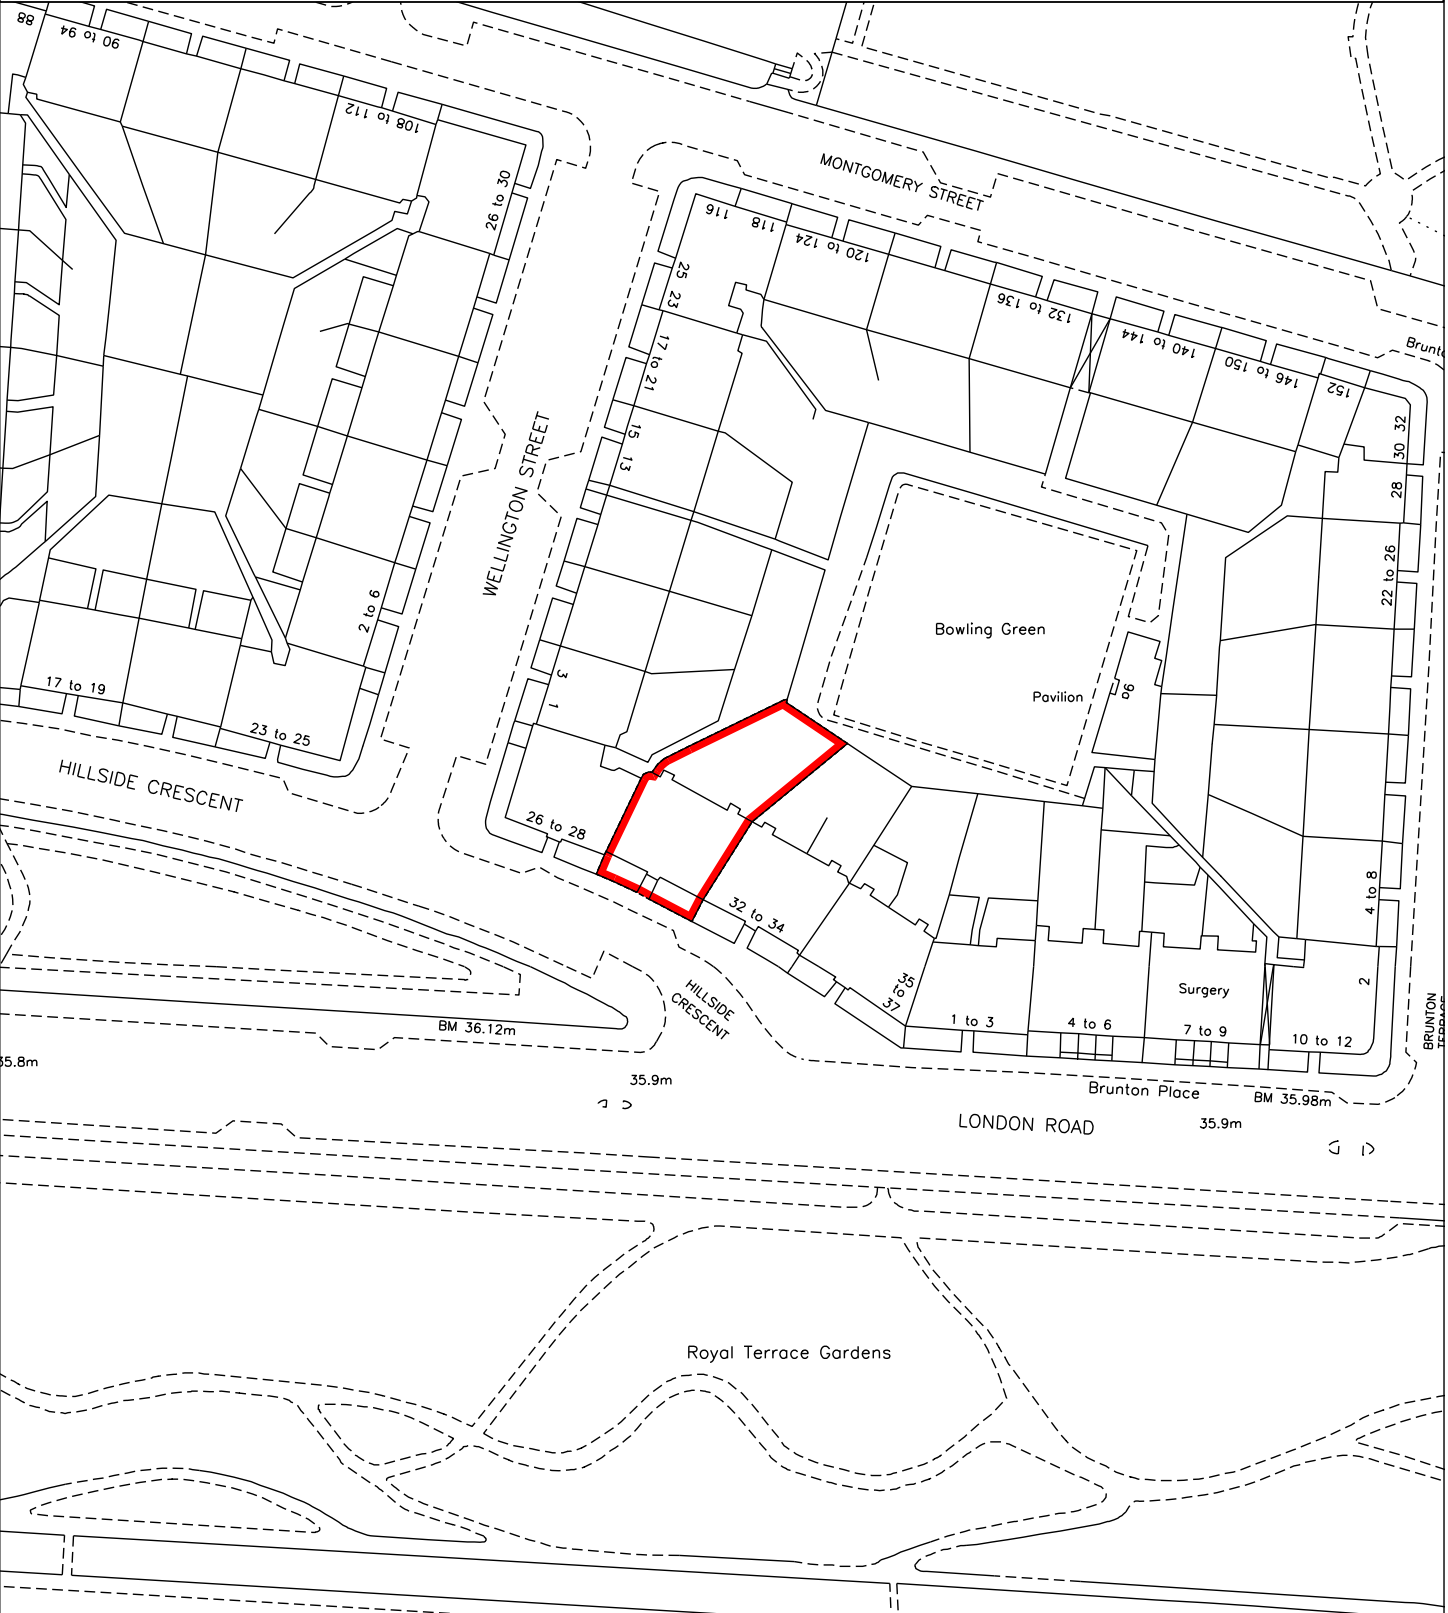 88
90 to 94
108 to 112
26 to 30
MONTGOMERY STREET
116
118
120 to 124
132 to 136
140 to 144
146 to 150
152
Brunt
25
23
17 to 21
15
13
3
1
WELLINGTON STREET
32
30
28
22 to 26
4 to 8
2
2 to 6
17 to 19
23 to 25
HILLSIDE CRESCENT
Bowling Green
Pavilion
9a
26 to 28
32 to 34
35
to
37
HILLSIDE
CRESCENT
Surgery
1 to 3
4 to 6
7 to 9
10 to 12
BRUNTON
TERRACE
BM 36.12m
35.8m
35.9m
Brunton Place
BM 35.98m
35.9m
LONDON ROAD
Royal Terrace Gardens